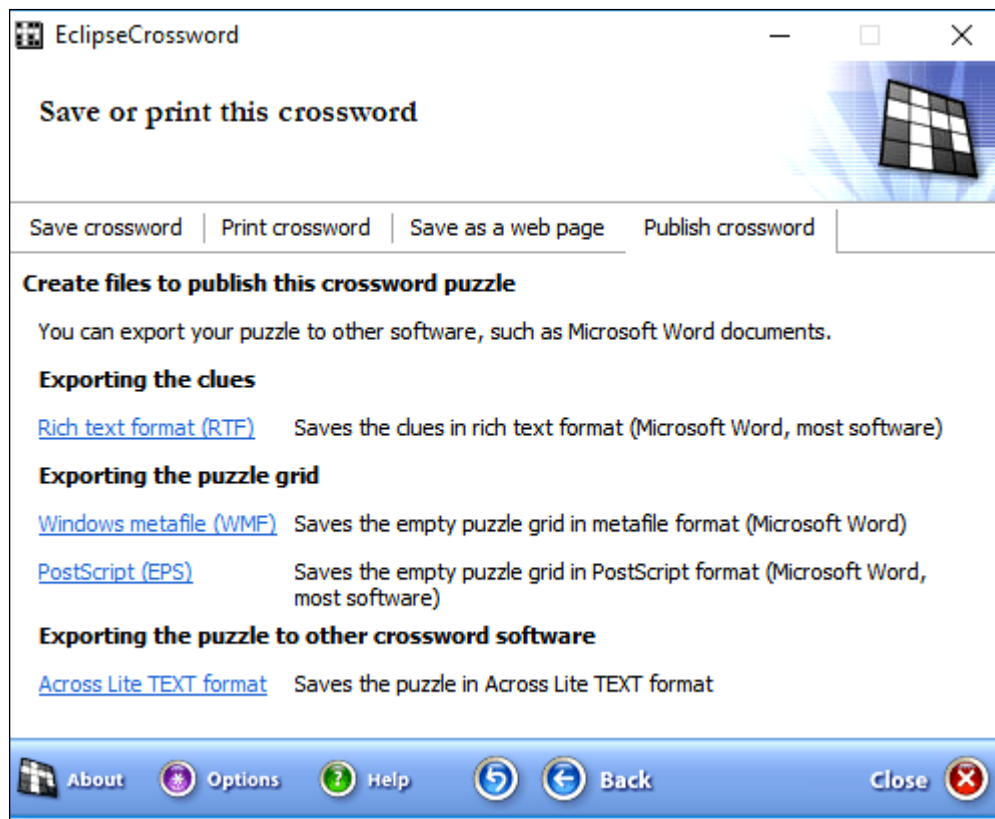 EclipseCrossword
Save or print this crossword
Save crossword Print crossword Save as a web page Publish crossword
Create files to publish this crossword puzzle
You can export your puzzle to other software, such as Microsoft Word documents.
Exporting the clues
Rich text format (RTF) Saves the clues in rich text format (Microsoft Word, most software)
Exporting the puzzle grid
Windows metafile (WMF) Saves the empty puzzle grid in metafile format (Microsoft Word)
PostScript (EPS) Saves the empty puzzle grid in PostScript format (Microsoft Word,
most software)
Exporting the puzzle to other crossword software
Across Lite TEXT format Saves the puzzle in Across Lite TEXT format
About Options Help Back Close